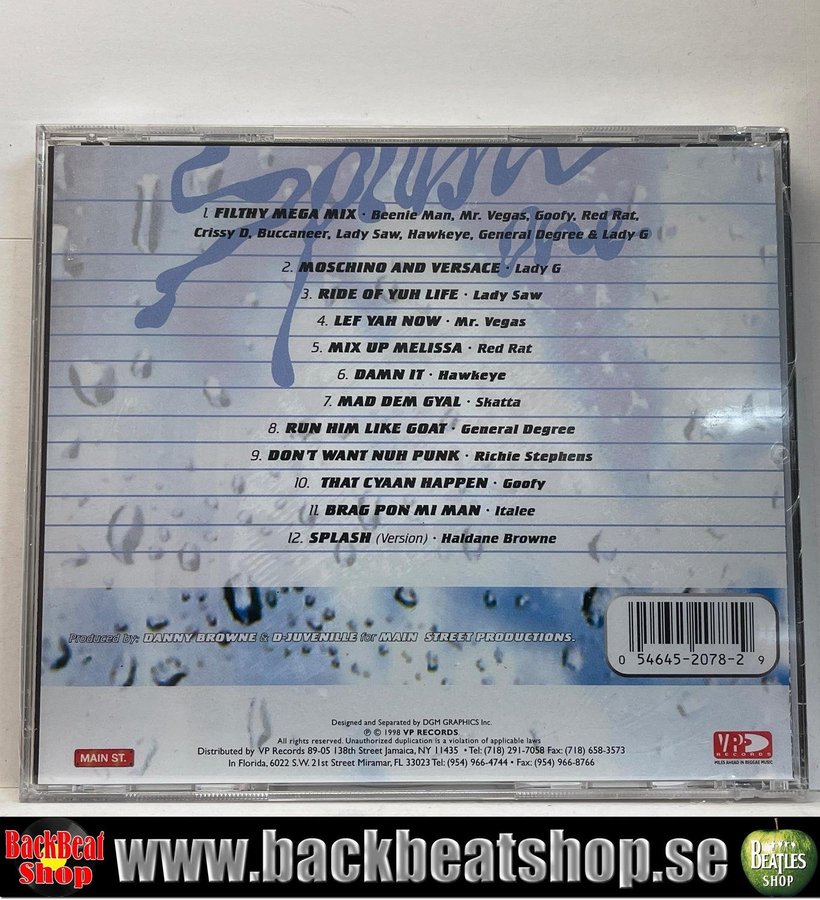 Splash
1. FILTHY MEGA MIX · Beenie Man, Mr. Vegas, Goofy, Red Rat,
Crissy D, Buccaneer, Lady Saw, Hawkeye, General Degree & Lady G
2. MOSCHINO AND VERSACE · Lady G
3. RIDE OF YUH LIFE · Lady Saw
4. LEF YAH NOW · Mr. Vegas
5. MIX UP MELISSA · Red Rat
6. DAMN IT · Hawkeye
7. MAD DEM GYAL · Skatta
8. RUN HIM LIKE GOAT · General Degree
9. DON'T WANT NUH PUNK · Richie Stephens
10. THAT CYAAN HAPPEN · Goofy
11. BRAG PON MI MAN · Italee
12. SPLASH (Version) · Haldane Browne
Produced by: DANNY BROWNE & D-JUVENILLE for MAIN STREET PRODUCTIONS.
0 54645-2078-2 9
Designed and Separated by DGM GRAPHICS Inc.
℗ © 1998 VP RECORDS
All rights reserved. Unauthorized duplication is a violation of applicable laws
Distributed by VP Records 89-05 138th Street Jamaica, NY 11435 • Tel: (718) 291-7058 Fax: (718) 658-3573
In Florida, 6022 S.W. 21st Street Miramar, FL 33023 Tel: (954) 966-4744 • Fax: (954) 966-8766
MAIN ST.
VP
RECORDS
MILES AHEAD IN REGGAE MUSIC
BackBeat
Shop
www.backbeatshop.se
BEATLES
SHOP